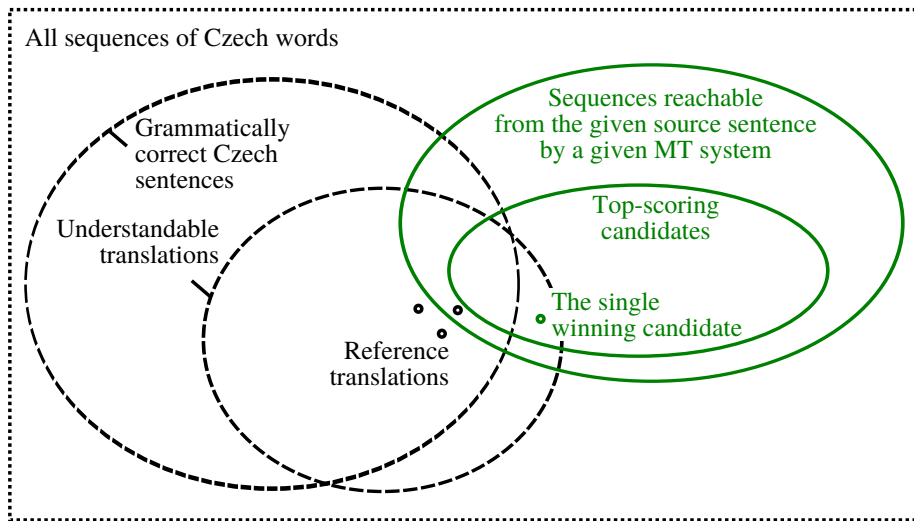 All sequences of Czech words
Grammatically
correct Czech
sentences
Understandable
translations
Reference
translations
Sequences reachable
from the given source sentence
by a given MT system
Top-scoring
candidates
The single
winning candidate